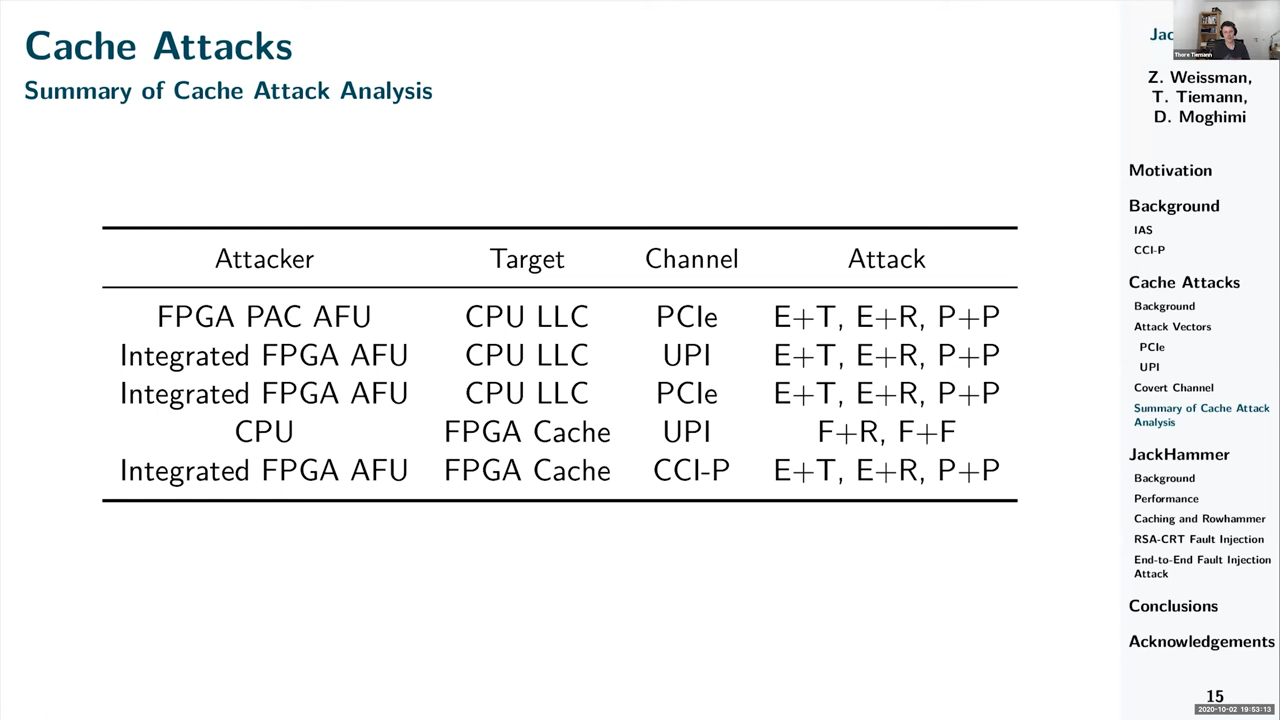 Cache Attacks
Summary of Cache Attack Analysis
Attacker Target Channel Attack
FPGA PAC AFU CPU LLC PCIe E+T, E+R, P+P
Integrated FPGA AFU CPU LLC UPI E+T, E+R, P+P
Integrated FPGA AFU CPU LLC PCIe E+T, E+R, P+P
CPU FPGA Cache UPI F+R, F+F
Integrated FPGA AFU FPGA Cache CCI-P E+T, E+R, P+P
Thore Tiemann
Z. Weissman,
T. Tiemann,
D. Moghimi
Motivation
Background
IAS
CCI-P
Cache Attacks
Background
Attack Vectors
PCIe
UPI
Covert Channel
Summary of Cache Attack
Analysis
JackHammer
Background
Performance
Caching and Rowhammer
RSA-CRT Fault Injection
End-to-End Fault Injection
Attack
Conclusions
Acknowledgements
15
2020-10-02 19:53:13